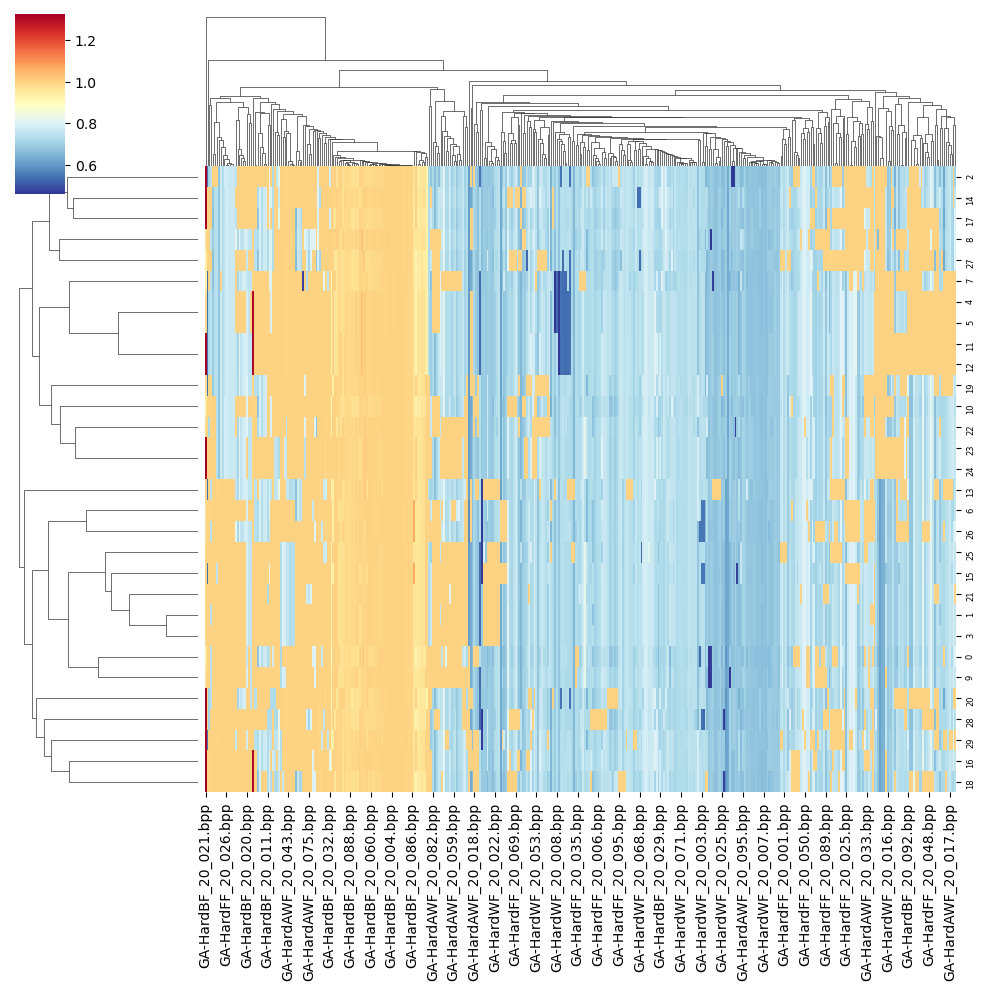 1.2
1.0
0.8
0.6
2
14
17
8
27
7
4
5
11
12
19
10
22
23
24
13
6
26
25
15
21
1
3
0
9
20
28
29
16
18
GA-HardBF_20_021.bpp
GA-HardFF_20_026.bpp
GA-HardBF_20_020.bpp
GA-HardBF_20_011.bpp
GA-HardAWF_20_043.bpp
GA-HardAWF_20_075.bpp
GA-HardBF_20_032.bpp
GA-HardBF_20_088.bpp
GA-HardBF_20_060.bpp
GA-HardBF_20_004.bpp
GA-HardBF_20_086.bpp
GA-HardAWF_20_082.bpp
GA-HardAWF_20_059.bpp
GA-HardAWF_20_018.bpp
GA-HardWF_20_022.bpp
GA-HardFF_20_069.bpp
GA-HardWF_20_053.bpp
GA-HardWF_20_008.bpp
GA-HardFF_20_035.bpp
GA-HardFF_20_006.bpp
GA-HardFF_20_095.bpp
GA-HardWF_20_068.bpp
GA-HardBF_20_029.bpp
GA-HardWF_20_071.bpp
GA-HardWF_20_003.bpp
GA-HardWF_20_025.bpp
GA-HardAWF_20_095.bpp
GA-HardWF_20_007.bpp
GA-HardFF_20_001.bpp
GA-HardFF_20_050.bpp
GA-HardFF_20_089.bpp
GA-HardFF_20_025.bpp
GA-HardAWF_20_033.bpp
GA-HardWF_20_016.bpp
GA-HardBF_20_092.bpp
GA-HardFF_20_048.bpp
GA-HardAWF_20_017.bpp